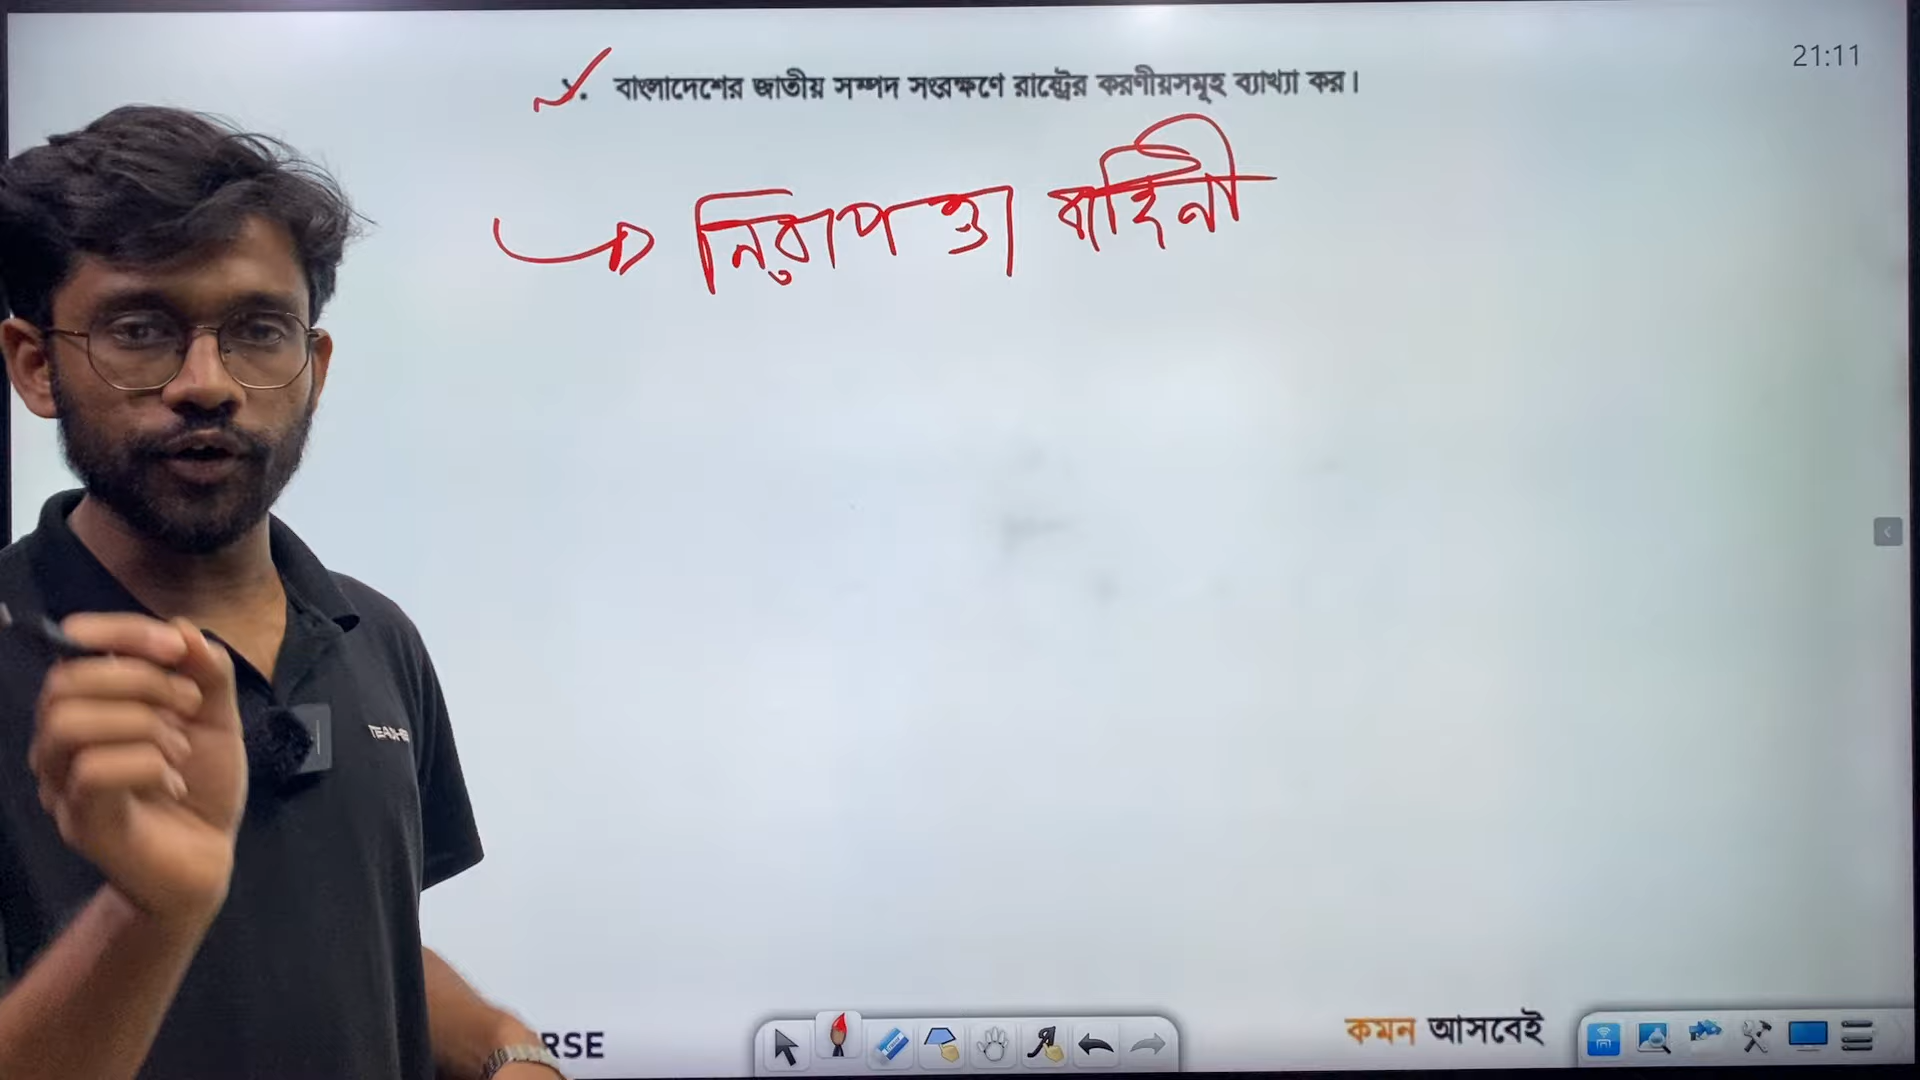 21:11
১. বাংলাদেশের জাতীয় সম্পদ সংরক্ষণে রাষ্ট্রের করণীয়সমূহ ব্যাখ্যা কর।
নিরাপত্তা বাহিনী
RSE
কমন আসবেই